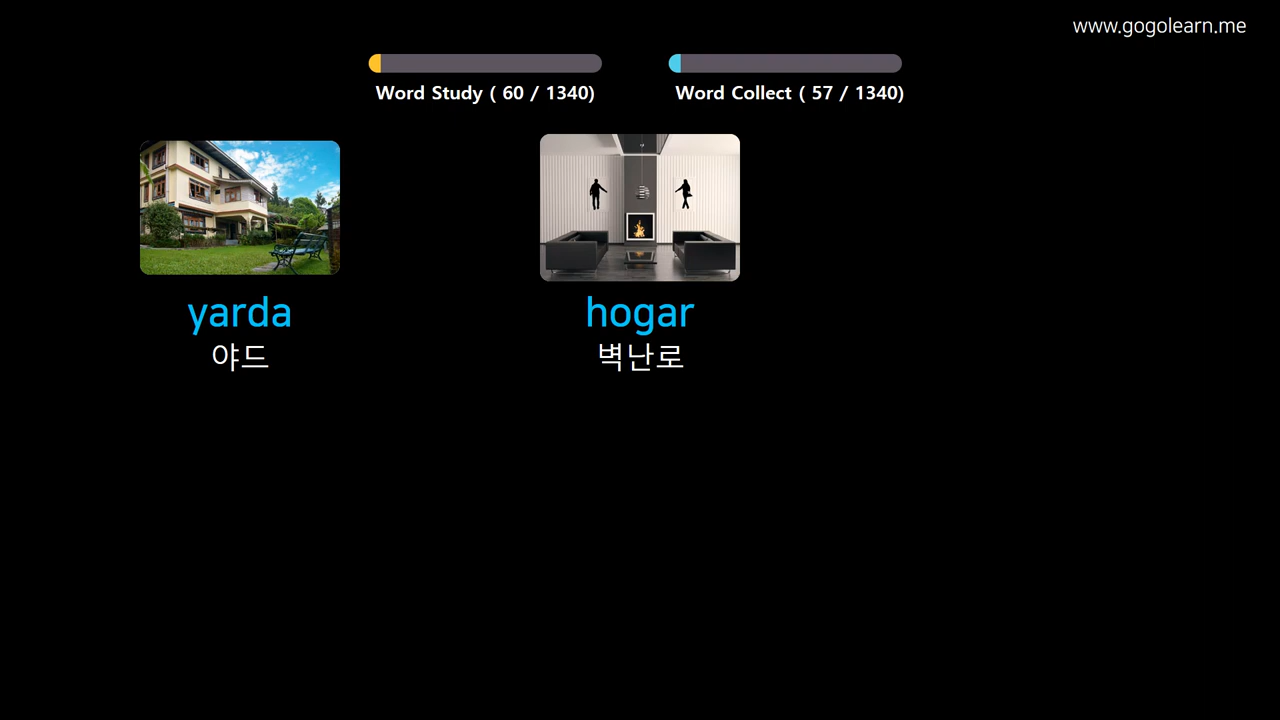 www.gogolearn.me
Word Study ( 60 / 1340)
Word Collect ( 57 / 1340)
yarda
야드
hogar
벽난로